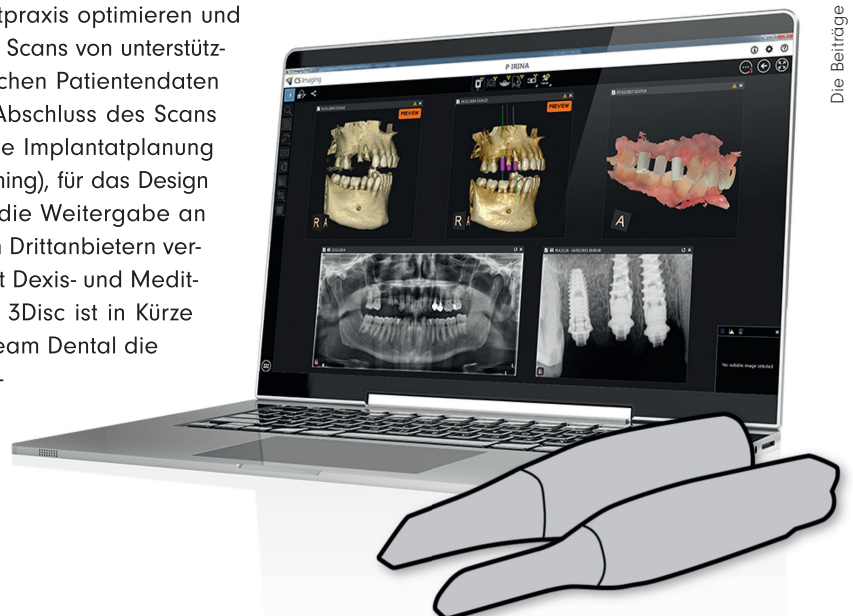 tpraxis optimieren und
Scans von unterstütz-
chen Patientendaten
Abschluss des Scans
e Implantatplanung
ning), für das Design
die Weitergabe an
n Drittanbietern ver-
t Dexis- und Medit-
3Disc ist in Kürze
eam Dental die
-
Die Beiträge
CS Imaging
P IRINA
PREVIEW
PREVIEW
R A
R
A
No suitable image selected